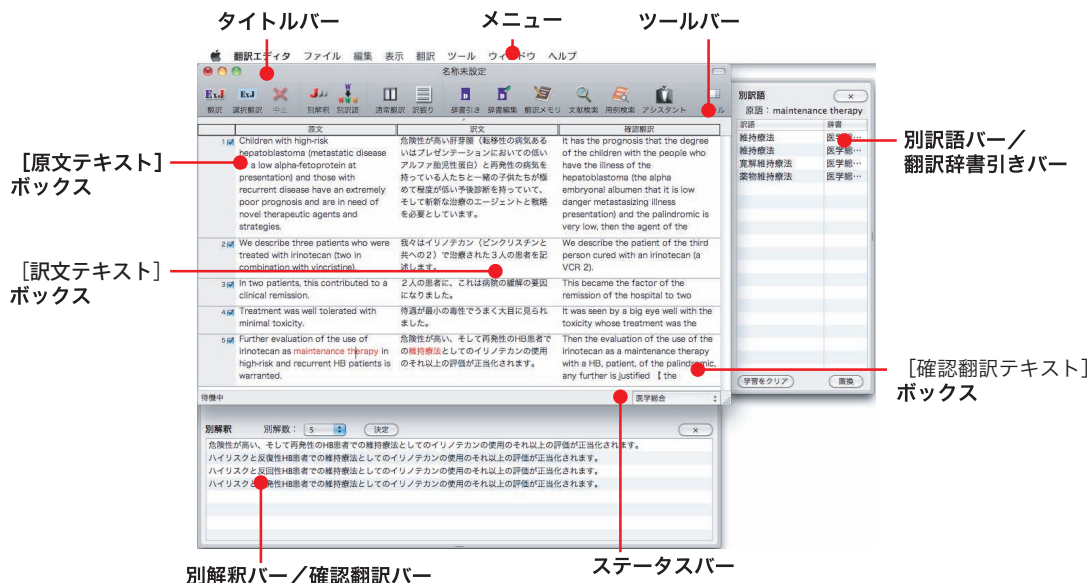 タイトルバー
メニュー
ツールバー
翻訳エディタ ファイル 編集 表示 翻訳 ツール ウィンドウ ヘルプ
名称未設定
ExJ ExJ
翻訳 選択翻訳 中止 別解釈 別訳語 通常翻訳 訳振り 辞書引き 辞書編集 翻訳メモリ 文献検索 用例検索 アシスタント
原文 訳文 確認翻訳
1 Children with high-risk
hepatoblastoma (metastatic disease
or a low alpha-fetoprotein at
presentation) and those with
recurrent disease have an extremely
poor prognosis and are in need of
novel therapeutic agents and
strategies.
危険性が高い肝芽腫（転移性の病気ある
いはプレゼンテーションにおいての低い
アルファ胎児性蛋白）と再発性の病気を
持っている人たちと一緒の子供たちが極
めて程度が低い予後診断を持っていて、
そして斬新な治療のエージェントと戦略
を必要としています。
It has the prognosis that the degree
of the children with the people who
have the illness of the
hepatoblastoma (the alpha
embryonal albumen that it is low
danger metastasizing illness
presentation) and the palindromic is
very low, then the agent of the
2 We describe three patients who were
treated with irinotecan (two in
combination with vincristine).
我々はイリノテカン（ビンクリスチンと
共への２）で治療された３人の患者を記
述します。
We describe the patient of the third
person cured with an irinotecan (a
VCR 2).
3 In two patients, this contributed to a
clinical remission.
２人の患者に、これは病院の緩解の要因
になりました。
This became the factor of the
remission of the hospital to two
4 Treatment was well tolerated with
minimal toxicity.
待遇が最小の毒性でうまく大目に見られ
ました。
It was seen by a big eye well with the
toxicity whose treatment was the
5 Further evaluation of the use of
irinotecan as maintenance therapy in
high-risk and recurrent HB patients is
warranted.
危険性が高い、そして再発性のHB患者で
の維持療法としてのイリノテカンの使用
のそれ以上の評価が正当化されます。
Then the evaluation of the use of the
irinotecan as a maintenance therapy
with a HB, patient, of the palindromic,
any further is justified 【 the
待機中
医学総合
別訳語
×
原語：maintenance therapy
訳語 辞書
維持療法 医学総…
維持療法 医学総…
寛解維持療法 医学総…
薬物維持療法 医学総…
学習をクリア 置換
別解釈 別解数： 5 決定 ×
危険性が高い、そして再発性のHB患者での維持療法としてのイリノテカンの使用のそれ以上の評価が正当化されます。
ハイリスクと反復性HB患者での維持療法としてのイリノテカンの使用のそれ以上の評価が正当化されます。
ハイリスクと反回性HB患者での維持療法としてのイリノテカンの使用のそれ以上の評価が正当化されます。
ハイリスクと発性HB患者での維持療法としてのイリノテカンの使用のそれ以上の評価が正当化されます。
［原文テキスト］
ボックス
［訳文テキスト］
ボックス
別訳語バー／
翻訳辞書引きバー
［確認翻訳テキスト］
ボックス
別解釈バー／確認翻訳バー
ステータスバー